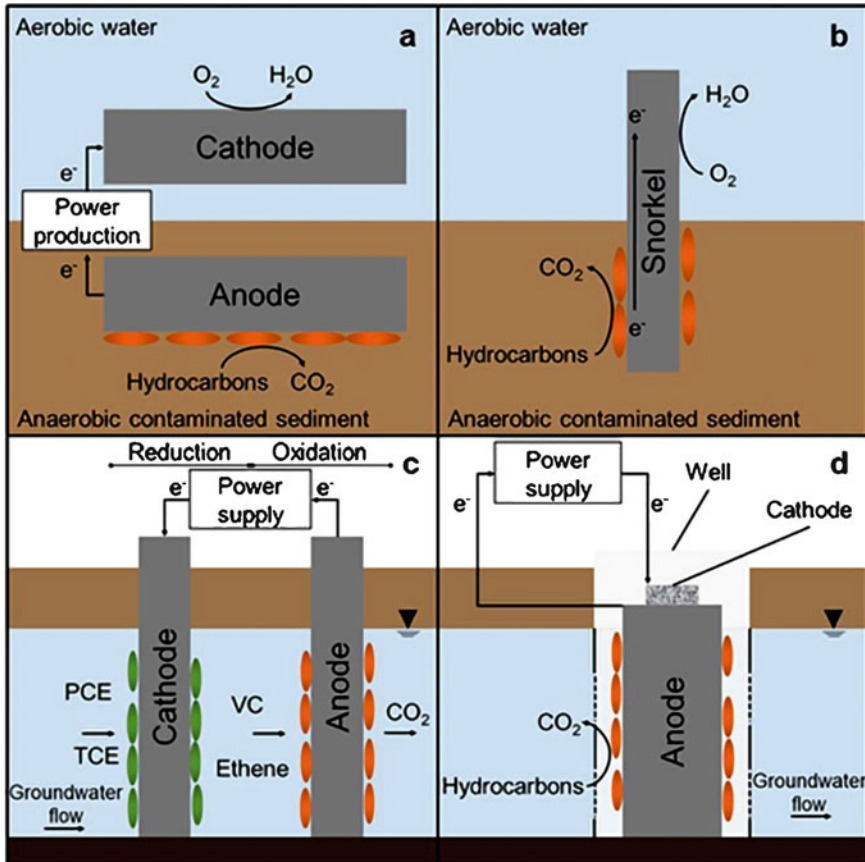 Aerobic water
a
O₂
H₂O
Cathode
e⁻
Power
production
e⁻
Anode
Hydrocarbons
CO₂
Anaerobic contaminated sediment
Aerobic water
b
H₂O
e⁻
O₂
Snorkel
CO₂
e⁻
Hydrocarbons
Anaerobic contaminated sediment
Reduction
Oxidation
c
e⁻
Power
supply
e⁻
Cathode
Anode
PCE
VC
CO₂
TCE
Ethene
Groundwater
flow
d
Power
supply
Well
e⁻
e⁻
Cathode
Anode
CO₂
Hydrocarbons
Groundwater
flow